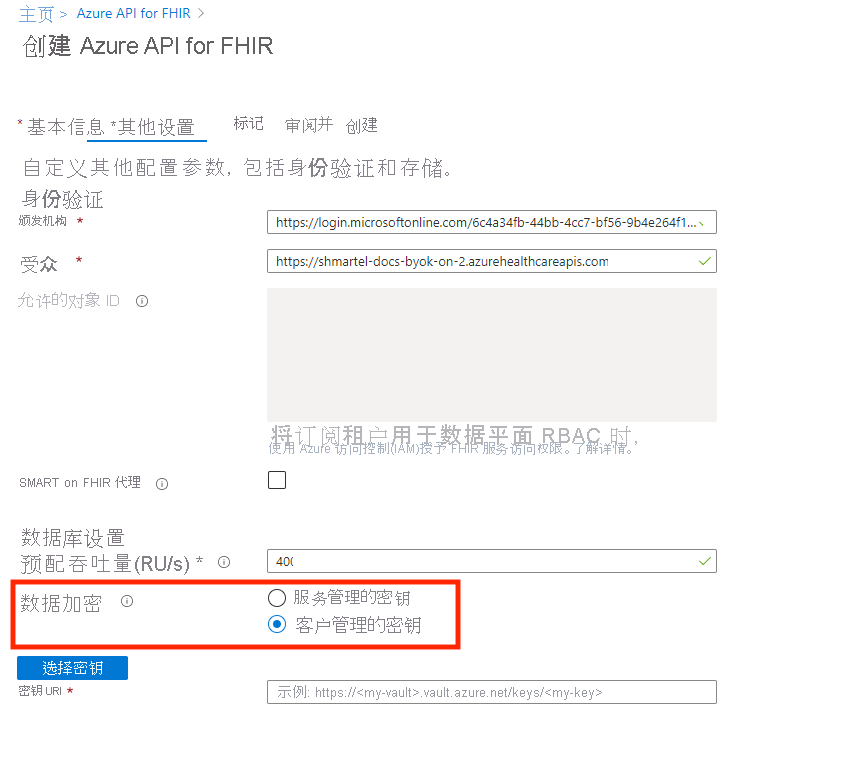 主页 > Azure API for FHIR >
创建 Azure API for FHIR
* 基本信息 *其他设置 标记 审阅并 创建
自定义其他配置参数, 包括身份验证和存储。
身份验证
颁发机构 * https://login.microsoftonline.com/6c4a34fb-44bb-4cc7-bf56-9b4e264f1...
受众 * https://shmartel-docs-byok-on-2.azurehealthcareapis.com
允许的对象 ID
将订阅租户用于数据平面 RBAC 时,
使用 Azure 访问控制(IAM)授予 FHIR 服务访问权限。了解详情。
SMART on FHIR 代理
数据库设置
预配吞吐量(RU/s) * 400
数据加密 服务管理的密钥
客户管理的密钥
选择密钥
密钥 URI * 示例: https://<my-vault>.vault.azure.net/keys/<my-key>